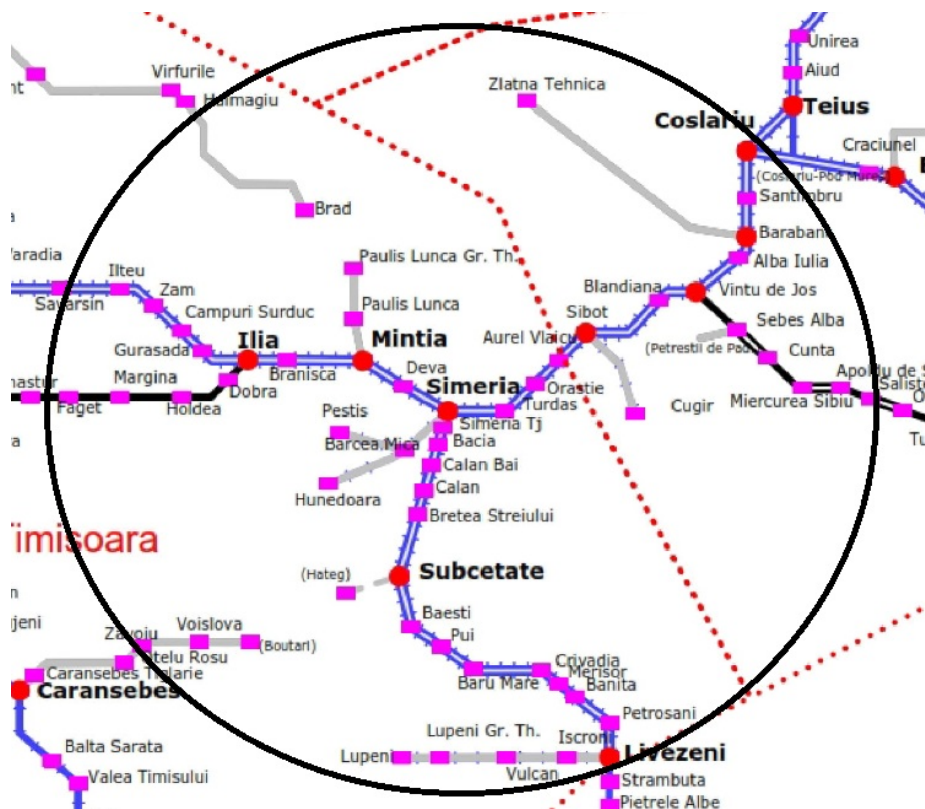 Unirea
Virfurile
Aiud
Zlatna Tehnica
Halmagiu
Teius
Coslariu
Craciunel
(Coslariu-Pod Mures)
Santimbru
Brad
Barabant
Paulis Lunca Gr. Th.
Varadia
Ilteu
Alba Iulia
Savarsin
Zam
Blandiana
Vintu de Jos
Paulis Lunca
Campuri Surduc
Sibot
Sebes Alba
Ilia
Mintia
Aurel Vlaicu
Gurasada
(Petrestii de Pad)
Cunta
Branisca
Deva
Margina
Simeria
Orastie
Apoldu de S
Dobra
Miercurea Sibiu
Saliste
Faget
Holdea
Turdas
Cugir
Pestis
Simeria Tj
Tu
Barcea Mica
Bacia
Calan Bai
Hunedoara
Calan
Bretea Streiului
Timisoara
(Hateg)
Subcetate
Baesti
Voislova
Zavoiu
Pui
(Boutari)
Otelu Rosu
Crivadia
Caransebes Tiglarie
Merisor
Baru Mare
Banita
Caransebes
Petrosani
Lupeni Gr. Th.
Iscroni
Balta Sarata
Lupeni
Livezeni
Vulcan
Valea Timisului
Strambuta
Pietrele Albe